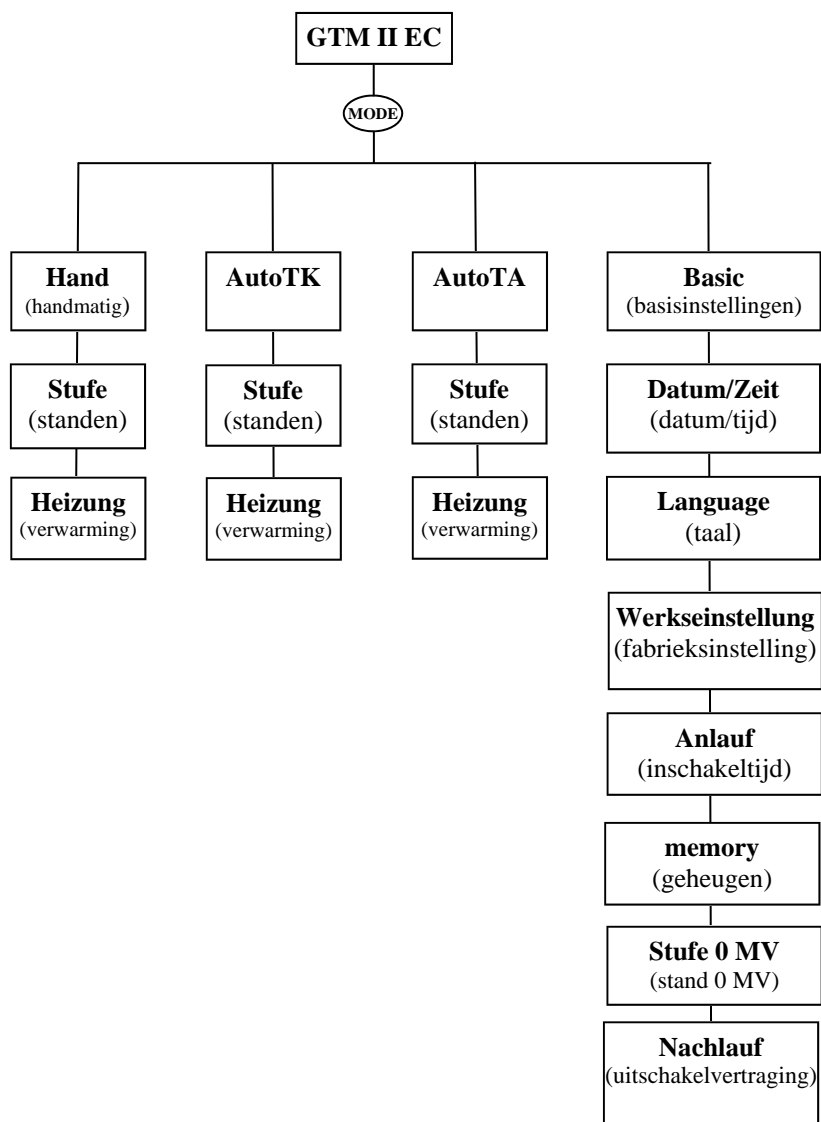 GTM II EC
MODE
Hand
(handmatig)
Stufe
(standen)
Heizung
(verwarming)
AutoTK
Stufe
(standen)
Heizung
(verwarming)
AutoTA
Stufe
(standen)
Heizung
(verwarming)
Basic
(basisinstellingen)
Datum/Zeit
(datum/tijd)
Language
(taal)
Werkseinstellung
(fabrieksinstelling)
Anlauf
(inschakeltijd)
memory
(geheugen)
Stufe 0 MV
(stand 0 MV)
Nachlauf
(uitschakelvertraging)